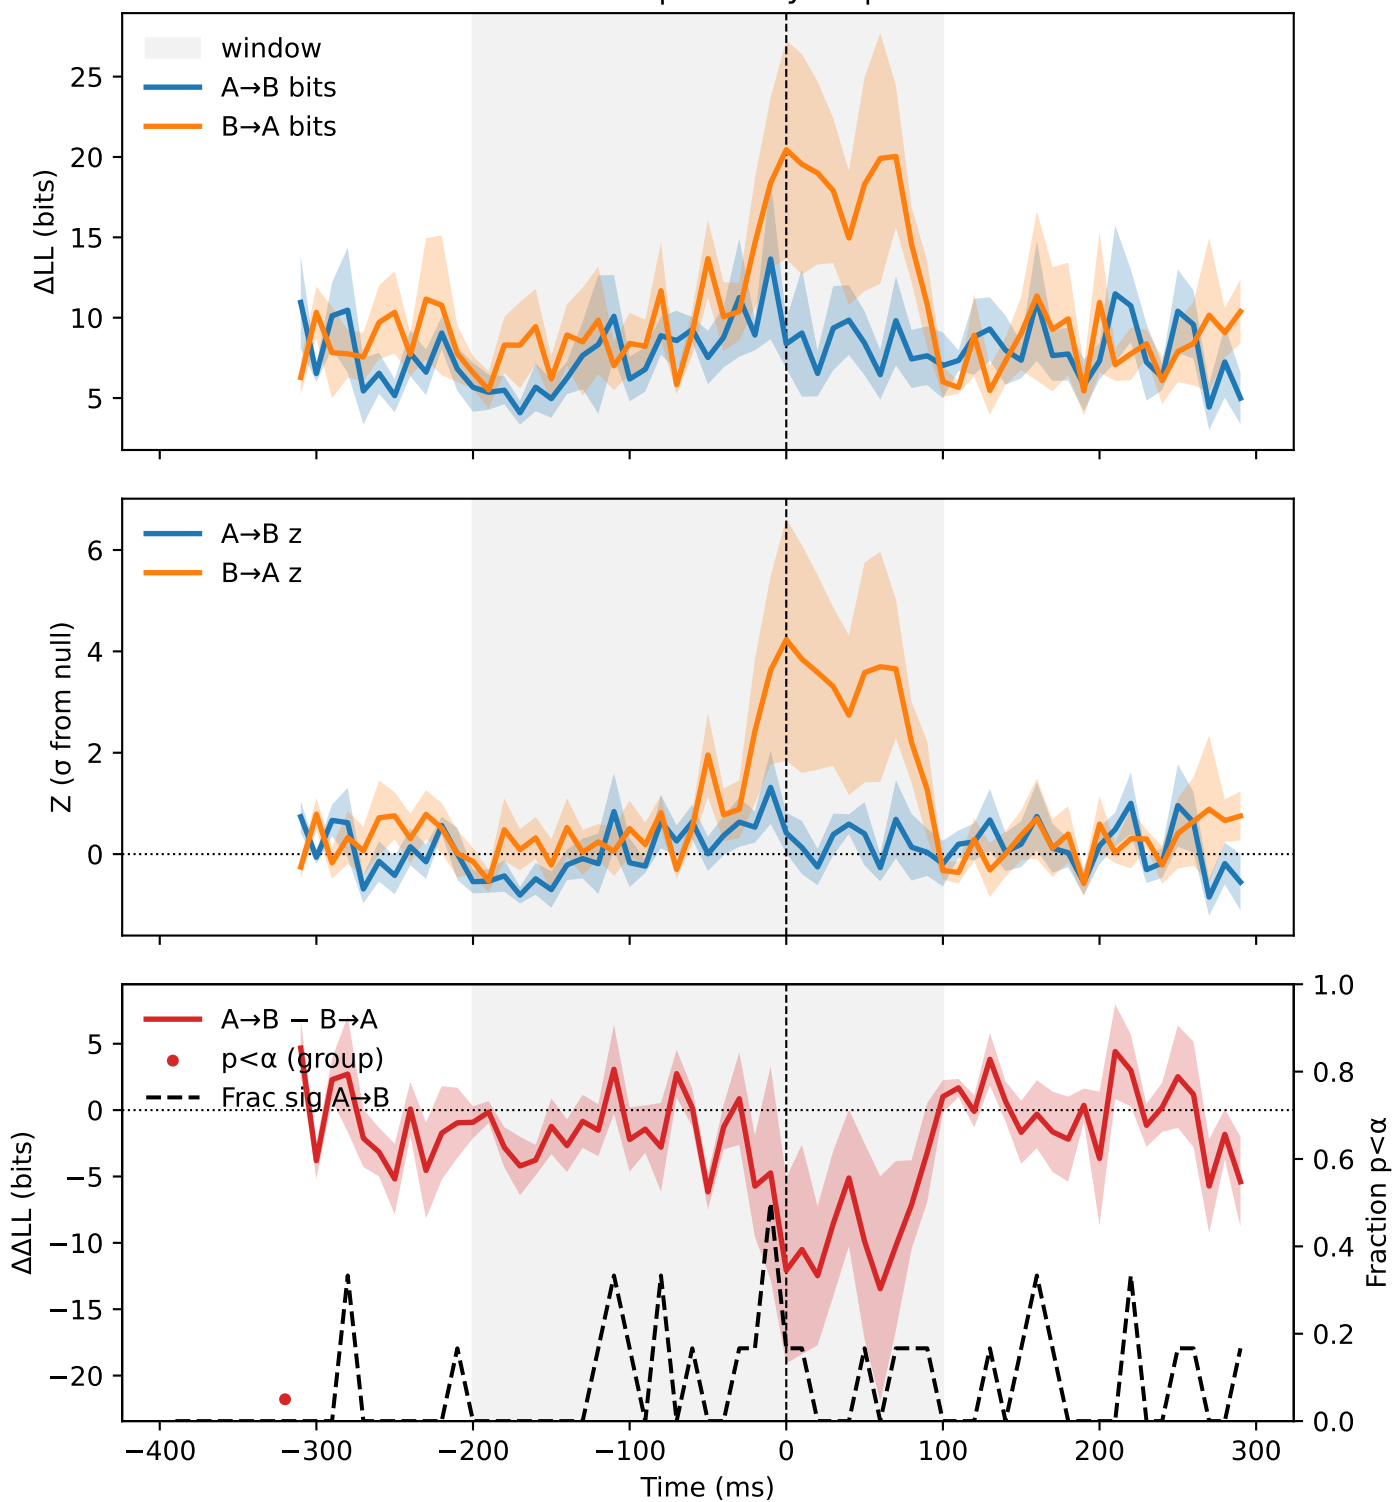 window
A→B bits
B→A bits
25
20
15
10
5
ΔLL (bits)
A→B z
B→A z
6
4
2
0
Z (σ from null)
A→B − B→A
p<α (group)
Frac sig A→B
5
0
−5
−10
−15
−20
ΔΔLL (bits)
1.0
0.8
0.6
0.4
0.2
0.0
Fraction p<α
−400 −300 −200 −100 0 100 200 300
Time (ms)